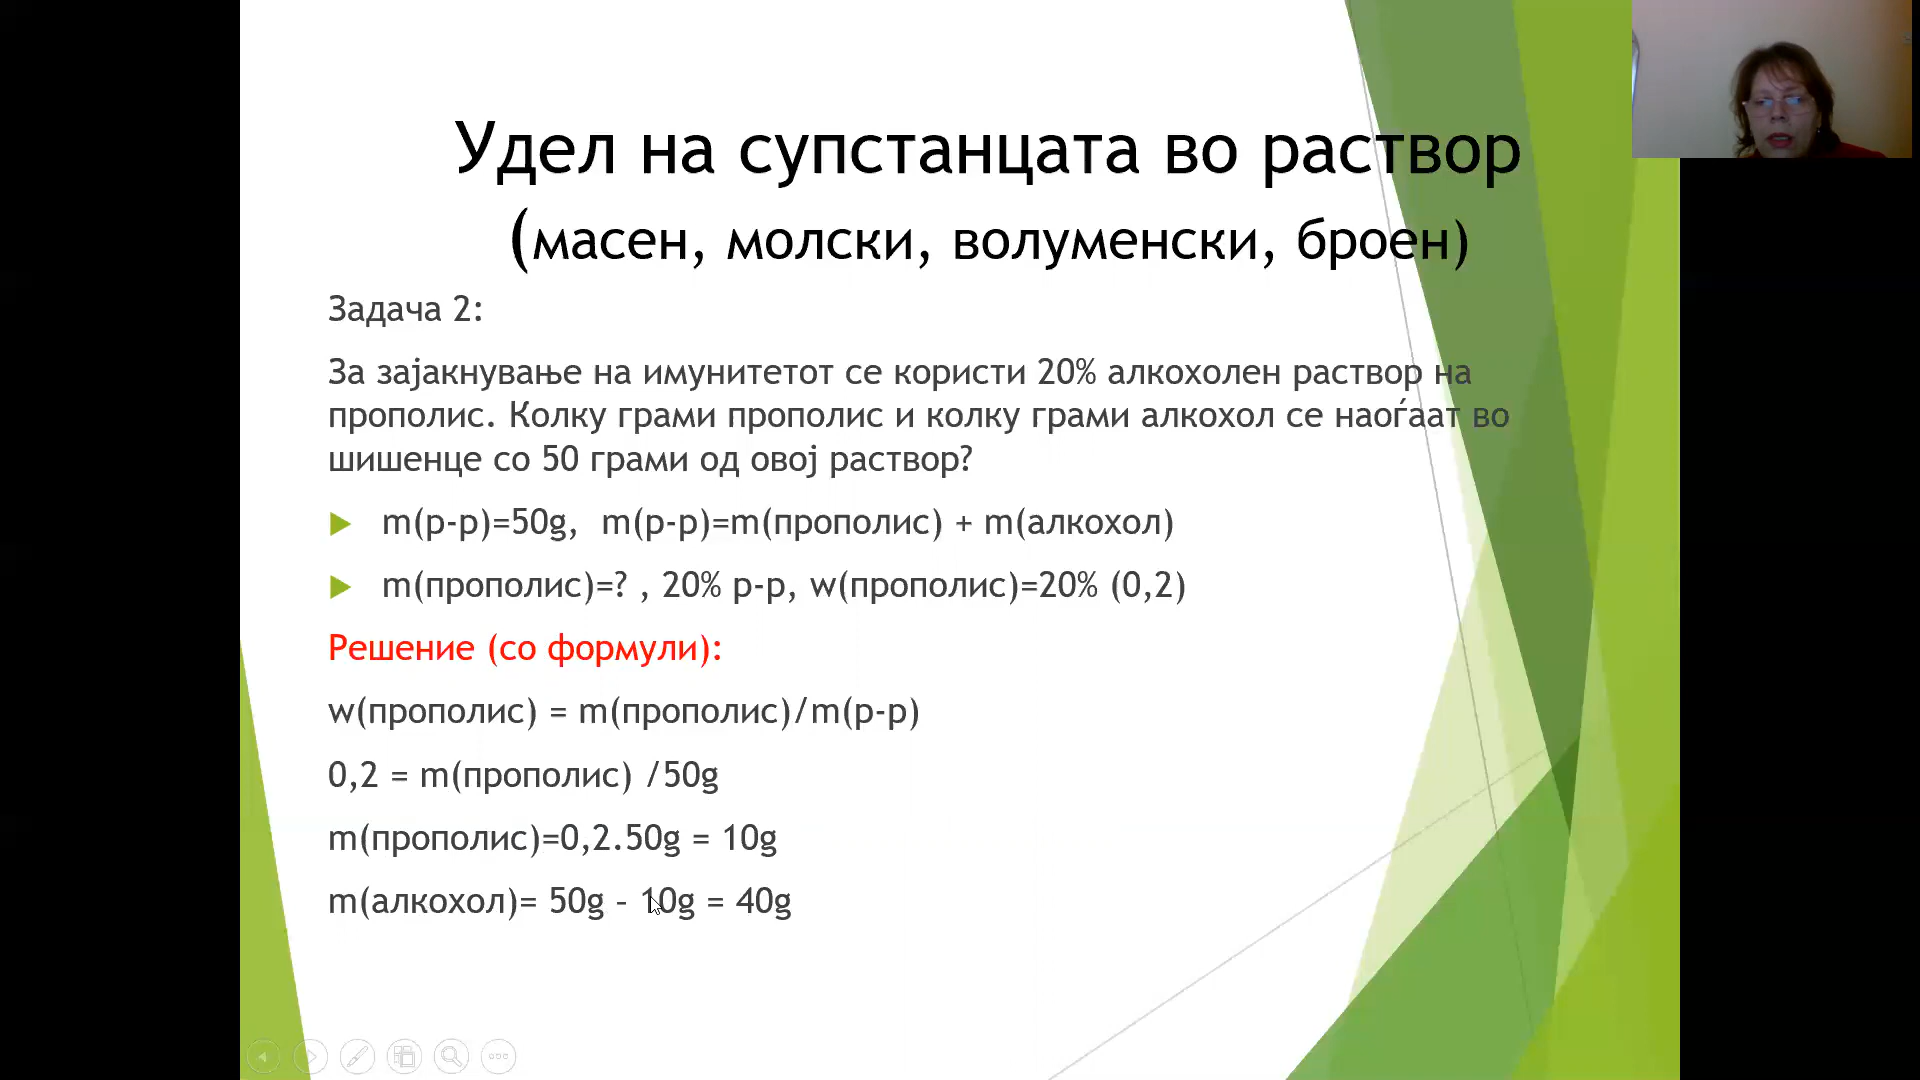 Удел на супстанцата во раствор
(масен, молски, волуменски, броен)
Задача 2:
За зајакнување на имунитетот се користи 20% алкохолен раствор на
прополис. Колку грами прополис и колку грами алкохол се наоѓаат во
шишенце со 50 грами од овој раствор?
m(р-р)=50g,  m(р-р)=m(прополис) + m(алкохол)
m(прополис)=? , 20% р-р, w(прополис)=20% (0,2)
Решение (со формули):
w(прополис) = m(прополис)/m(р-р)
0,2 = m(прополис) /50g
m(прополис)=0,2.50g = 10g
m(алкохол)= 50g – 10g = 40g